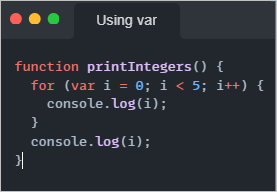 Using var
function printIntegers() {
  for (var i = 0; i < 5; i++) {
    console.log(i);
  }
  console.log(i);
}